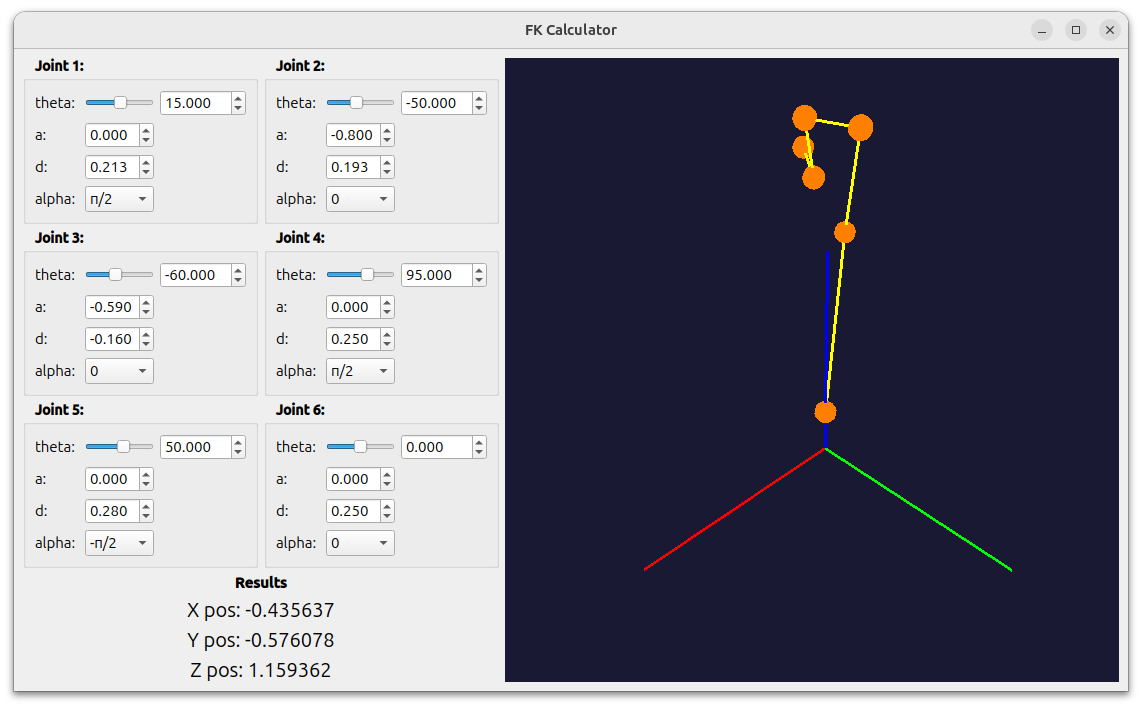 FK Calculator
Joint 1:
theta: 15.000
a: 0.000
d: 0.213
alpha: π/2
Joint 2:
theta: -50.000
a: -0.800
d: 0.193
alpha: 0
Joint 3:
theta: -60.000
a: -0.590
d: -0.160
alpha: 0
Joint 4:
theta: 95.000
a: 0.000
d: 0.250
alpha: π/2
Joint 5:
theta: 50.000
a: 0.000
d: 0.280
alpha: -π/2
Joint 6:
theta: 0.000
a: 0.000
d: 0.250
alpha: 0
Results
X pos: -0.435637
Y pos: -0.576078
Z pos: 1.159362